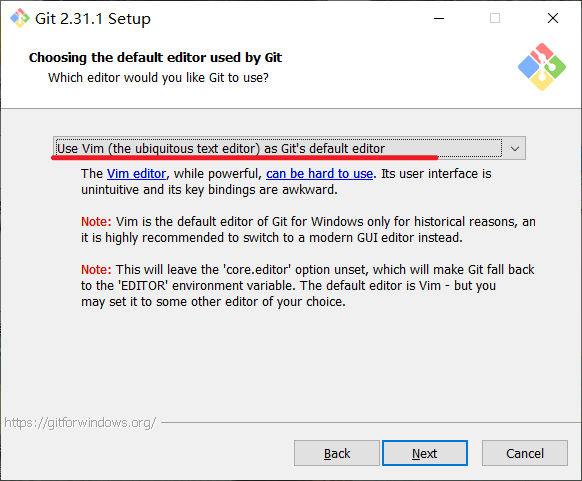 Git 2.31.1 Setup
Choosing the default editor used by Git
Which editor would you like Git to use?
Use Vim (the ubiquitous text editor) as Git's default editor
The Vim editor, while powerful, can be hard to use. Its user interface is
unintuitive and its key bindings are awkward.
Note: Vim is the default editor of Git for Windows only for historical reasons, an
it is highly recommended to switch to a modern GUI editor instead.
Note: This will leave the 'core.editor' option unset, which will make Git fall back
to the 'EDITOR' environment variable. The default editor is Vim - but you
may set it to some other editor of your choice.
https://gitforwindows.org/
Back
Next
Cancel